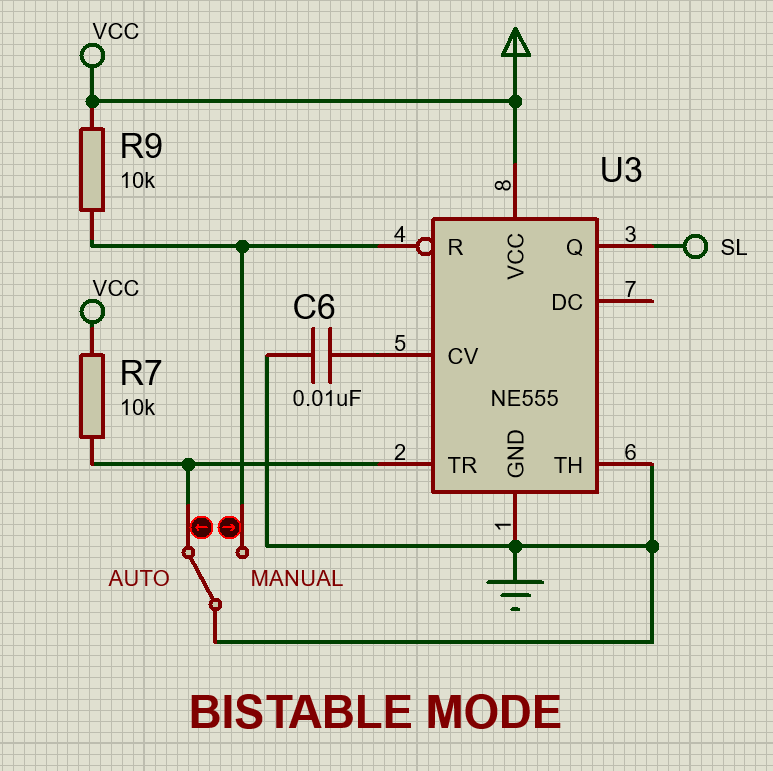 VCC
R9
10k
U3
8
4
R
VCC
Q
3
SL
DC
7
VCC
C6
5
CV
0.01uF
NE555
R7
10k
2
TR
GND
TH
6
1
AUTO
MANUAL
BISTABLE MODE